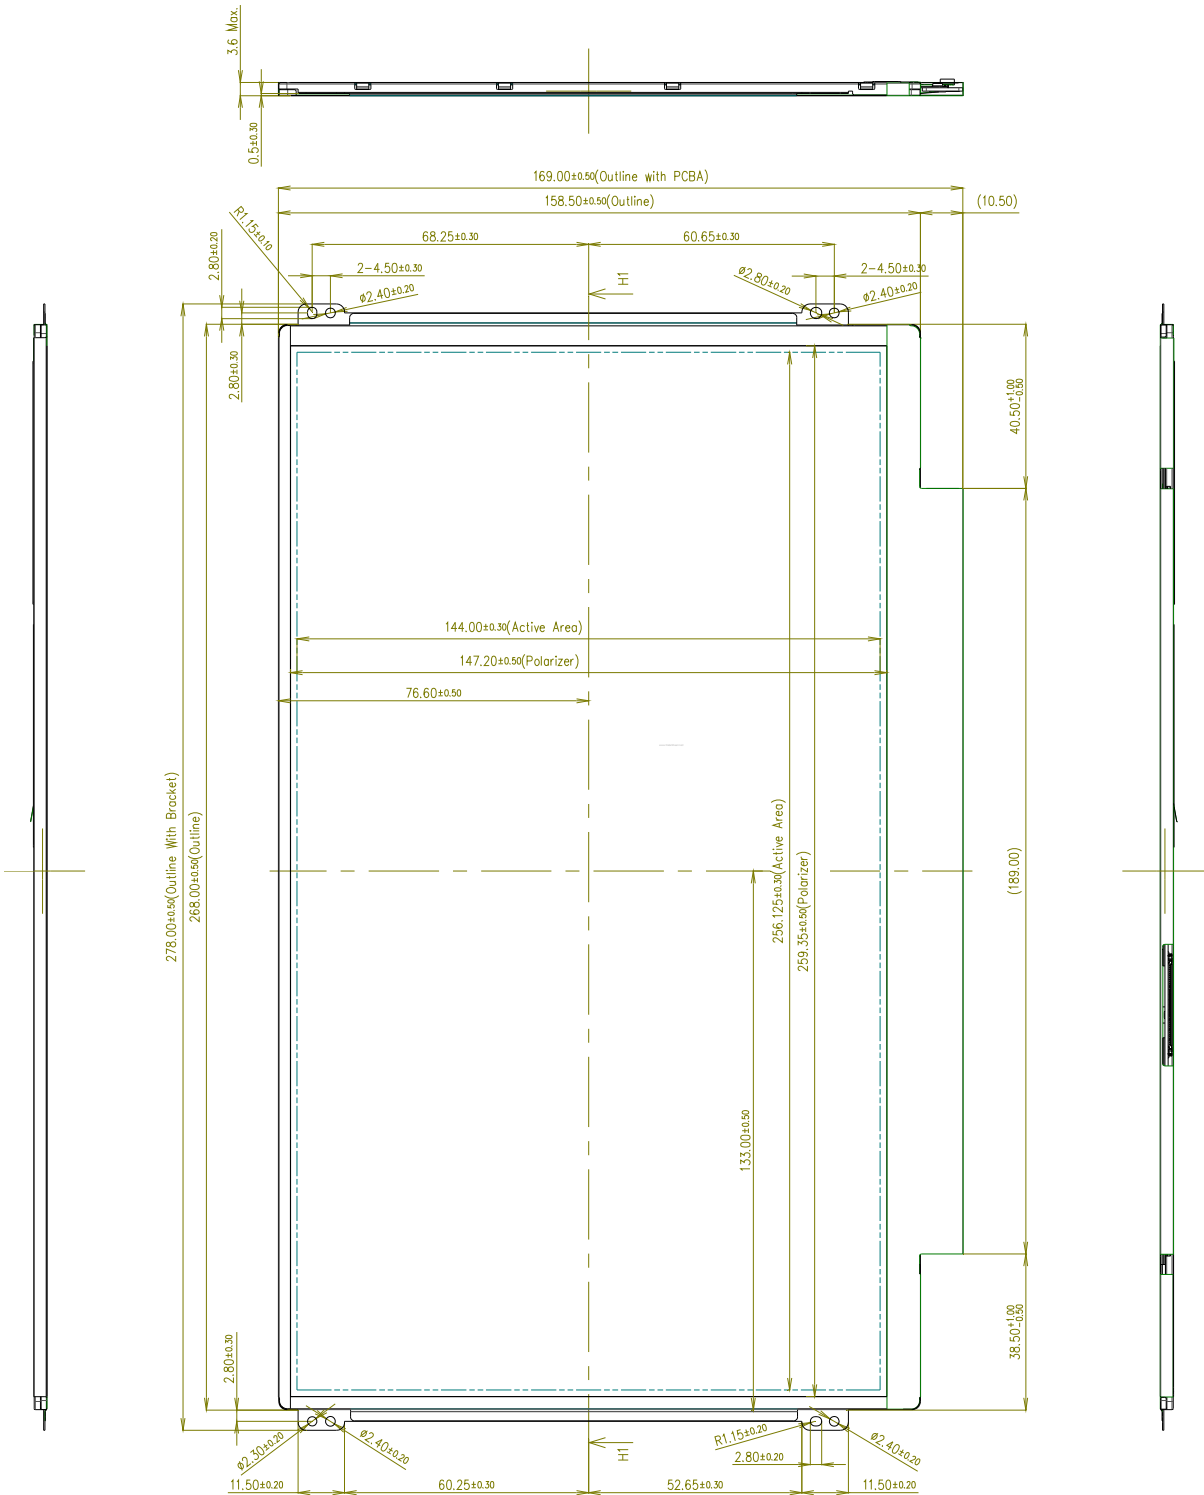 3.6 Max.
0.5±0.30
169.00±0.50(Outline with PCBA)
158.50±0.50(Outline)
(10.50)
R1.15±0.10
68.25±0.30
60.65±0.30
2.80±0.20
2-4.50±0.30
H1
ø2.80±0.20
2-4.50±0.30
ø2.40±0.20
ø2.40±0.20
2.80±0.30
40.50+1.00-0.50
144.00±0.30(Active Area)
147.20±0.50(Polarizer)
76.60±0.50
278.00±0.50(Outline With Bracket)
268.00±0.50(Outline)
256.125±0.30(Active Area)
259.35±0.50(Polarizer)
(189.00)
133.00±0.50
38.50+1.00-0.50
2.80±0.30
ø2.30±0.20
ø2.40±0.20
H1
R1.15±0.20
2.80±0.20
ø2.40±0.20
11.50±0.20
60.25±0.30
52.65±0.30
11.50±0.20